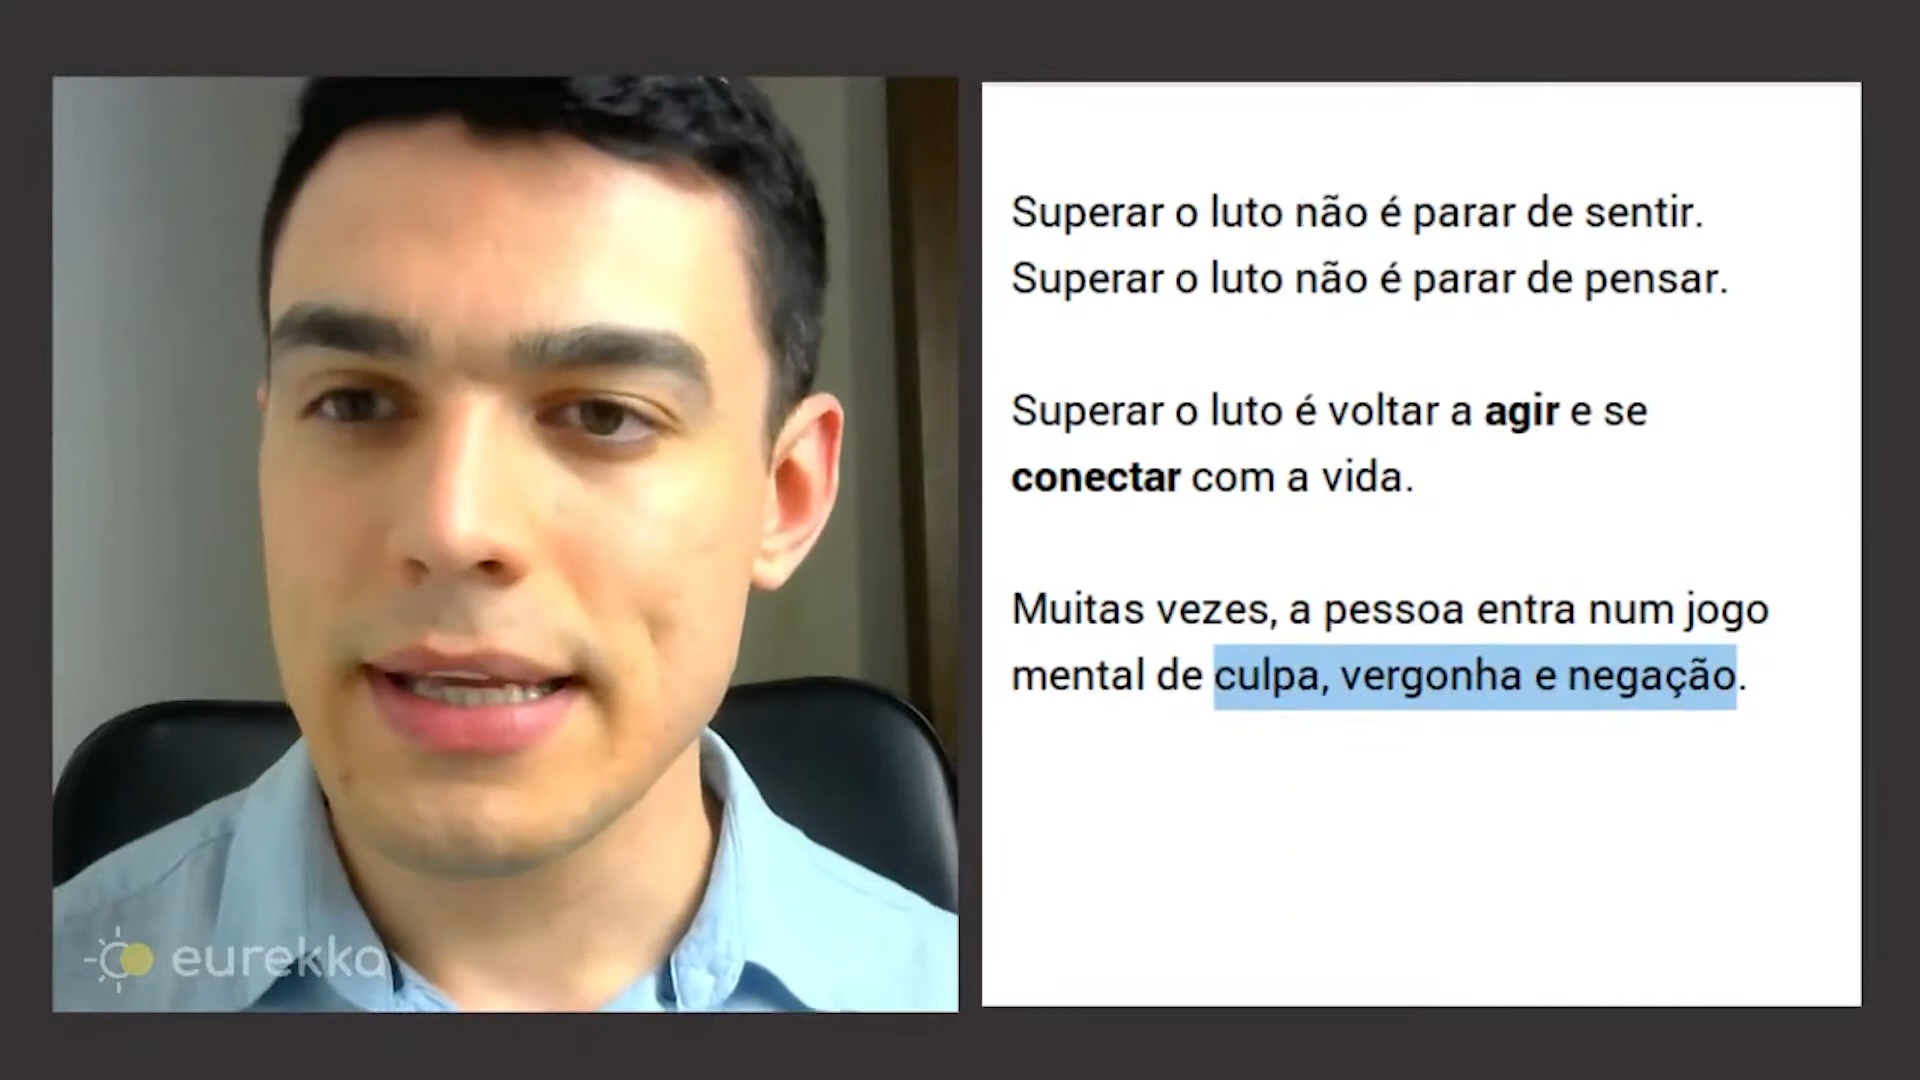 Superar o luto não é parar de sentir.
Superar o luto não é parar de pensar.
Superar o luto é voltar a agir e se
conectar com a vida.
Muitas vezes, a pessoa entra num jogo
mental de culpa, vergonha e negação.
eurekka